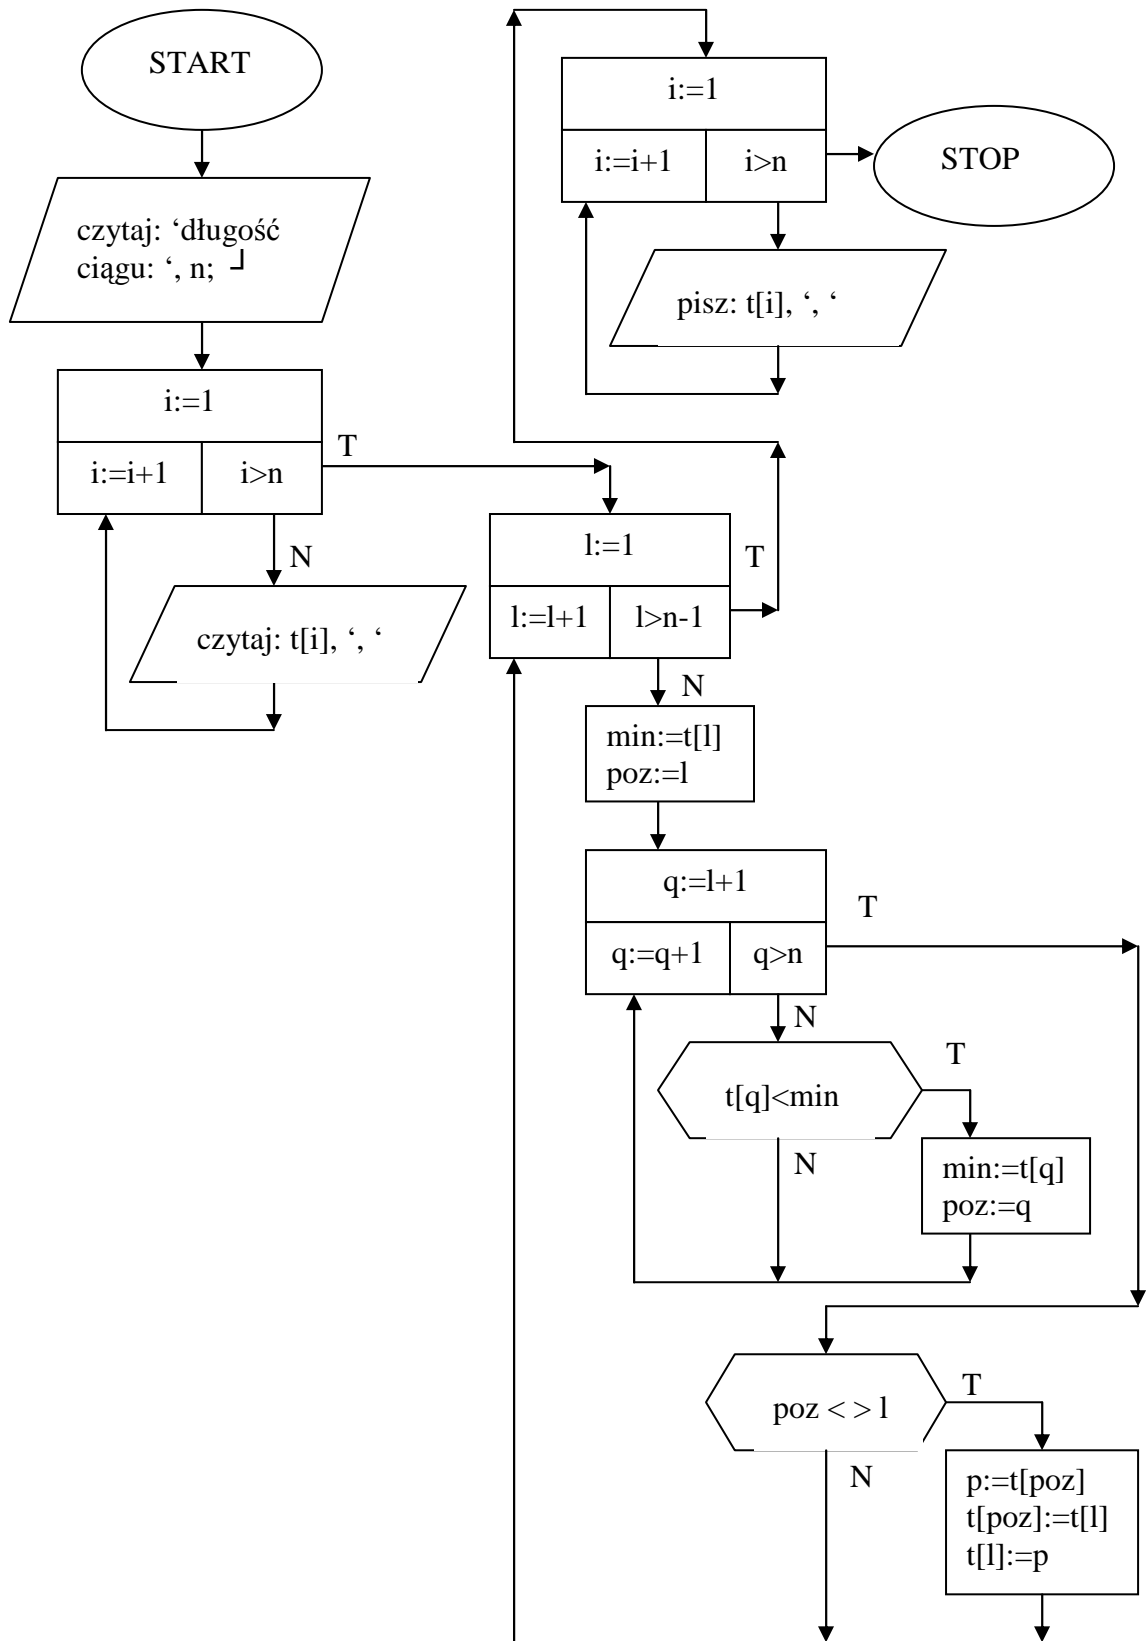 START
czytaj: ‘długość
ciągu: ‘, n; ┘
i:=1
i:=i+1
i>n
T
N
czytaj: t[i], ‘, ‘
i:=1
i:=i+1
i>n
STOP
pisz: t[i], ‘, ‘
l:=1
l:=l+1
l>n-1
T
N
min:=t[l]
poz:=l
q:=l+1
q:=q+1
q>n
T
N
t[q]<min
T
N
min:=t[q]
poz:=q
poz < > l
T
N
p:=t[poz]
t[poz]:=t[l]
t[l]:=p